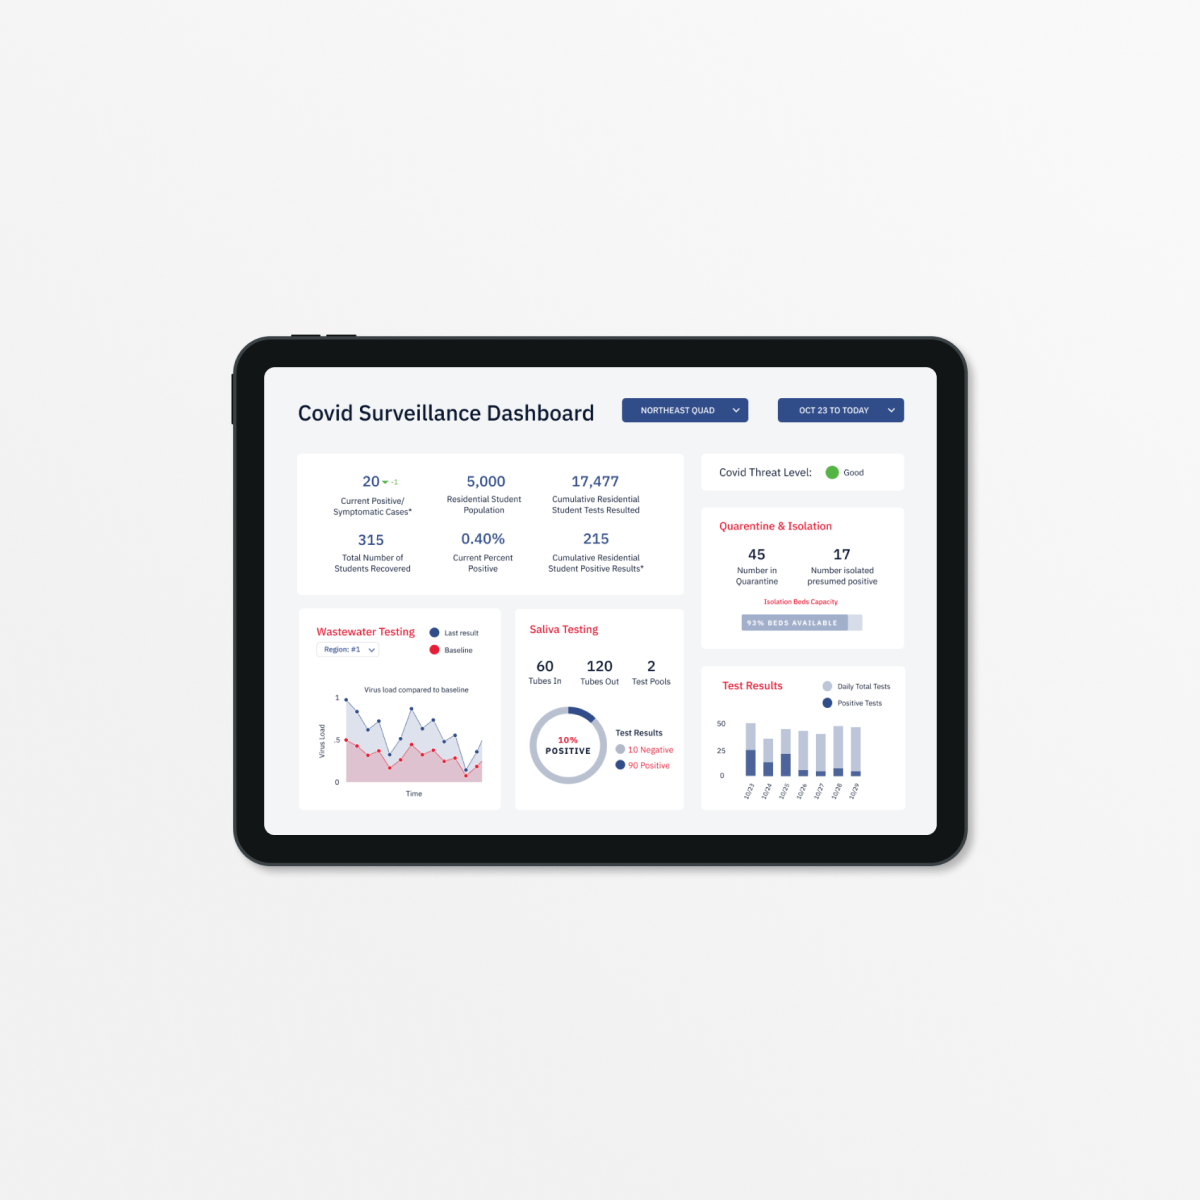 Covid Surveillance Dashboard
NORTHEAST QUAD
OCT 23 TO TODAY
20 -1
Current Positive/
Symptomatic Cases*
5,000
Residential Student
Population
17,477
Cumulative Residential
Student Tests Resulted
315
Total Number of
Students Recovered
0.40%
Current Percent
Positive
215
Cumulative Residential
Student Positive Results*
Covid Threat Level: Good
Quarentine & Isolation
45
Number in
Quarantine
17
Number isolated
presumed positive
Isolation Beds Capacity
93% BEDS AVAILABLE
Wastewater Testing
Region: #1
Last result
Baseline
Virus load compared to baseline
1
.5
0
Virus Load
Time
Saliva Testing
60
Tubes In
120
Tubes Out
2
Test Pools
10%
POSITIVE
Test Results
10 Negative
90 Positive
Test Results
Daily Total Tests
Positive Tests
50
25
0
10/23
10/24
10/25
10/26
10/27
10/28
10/29